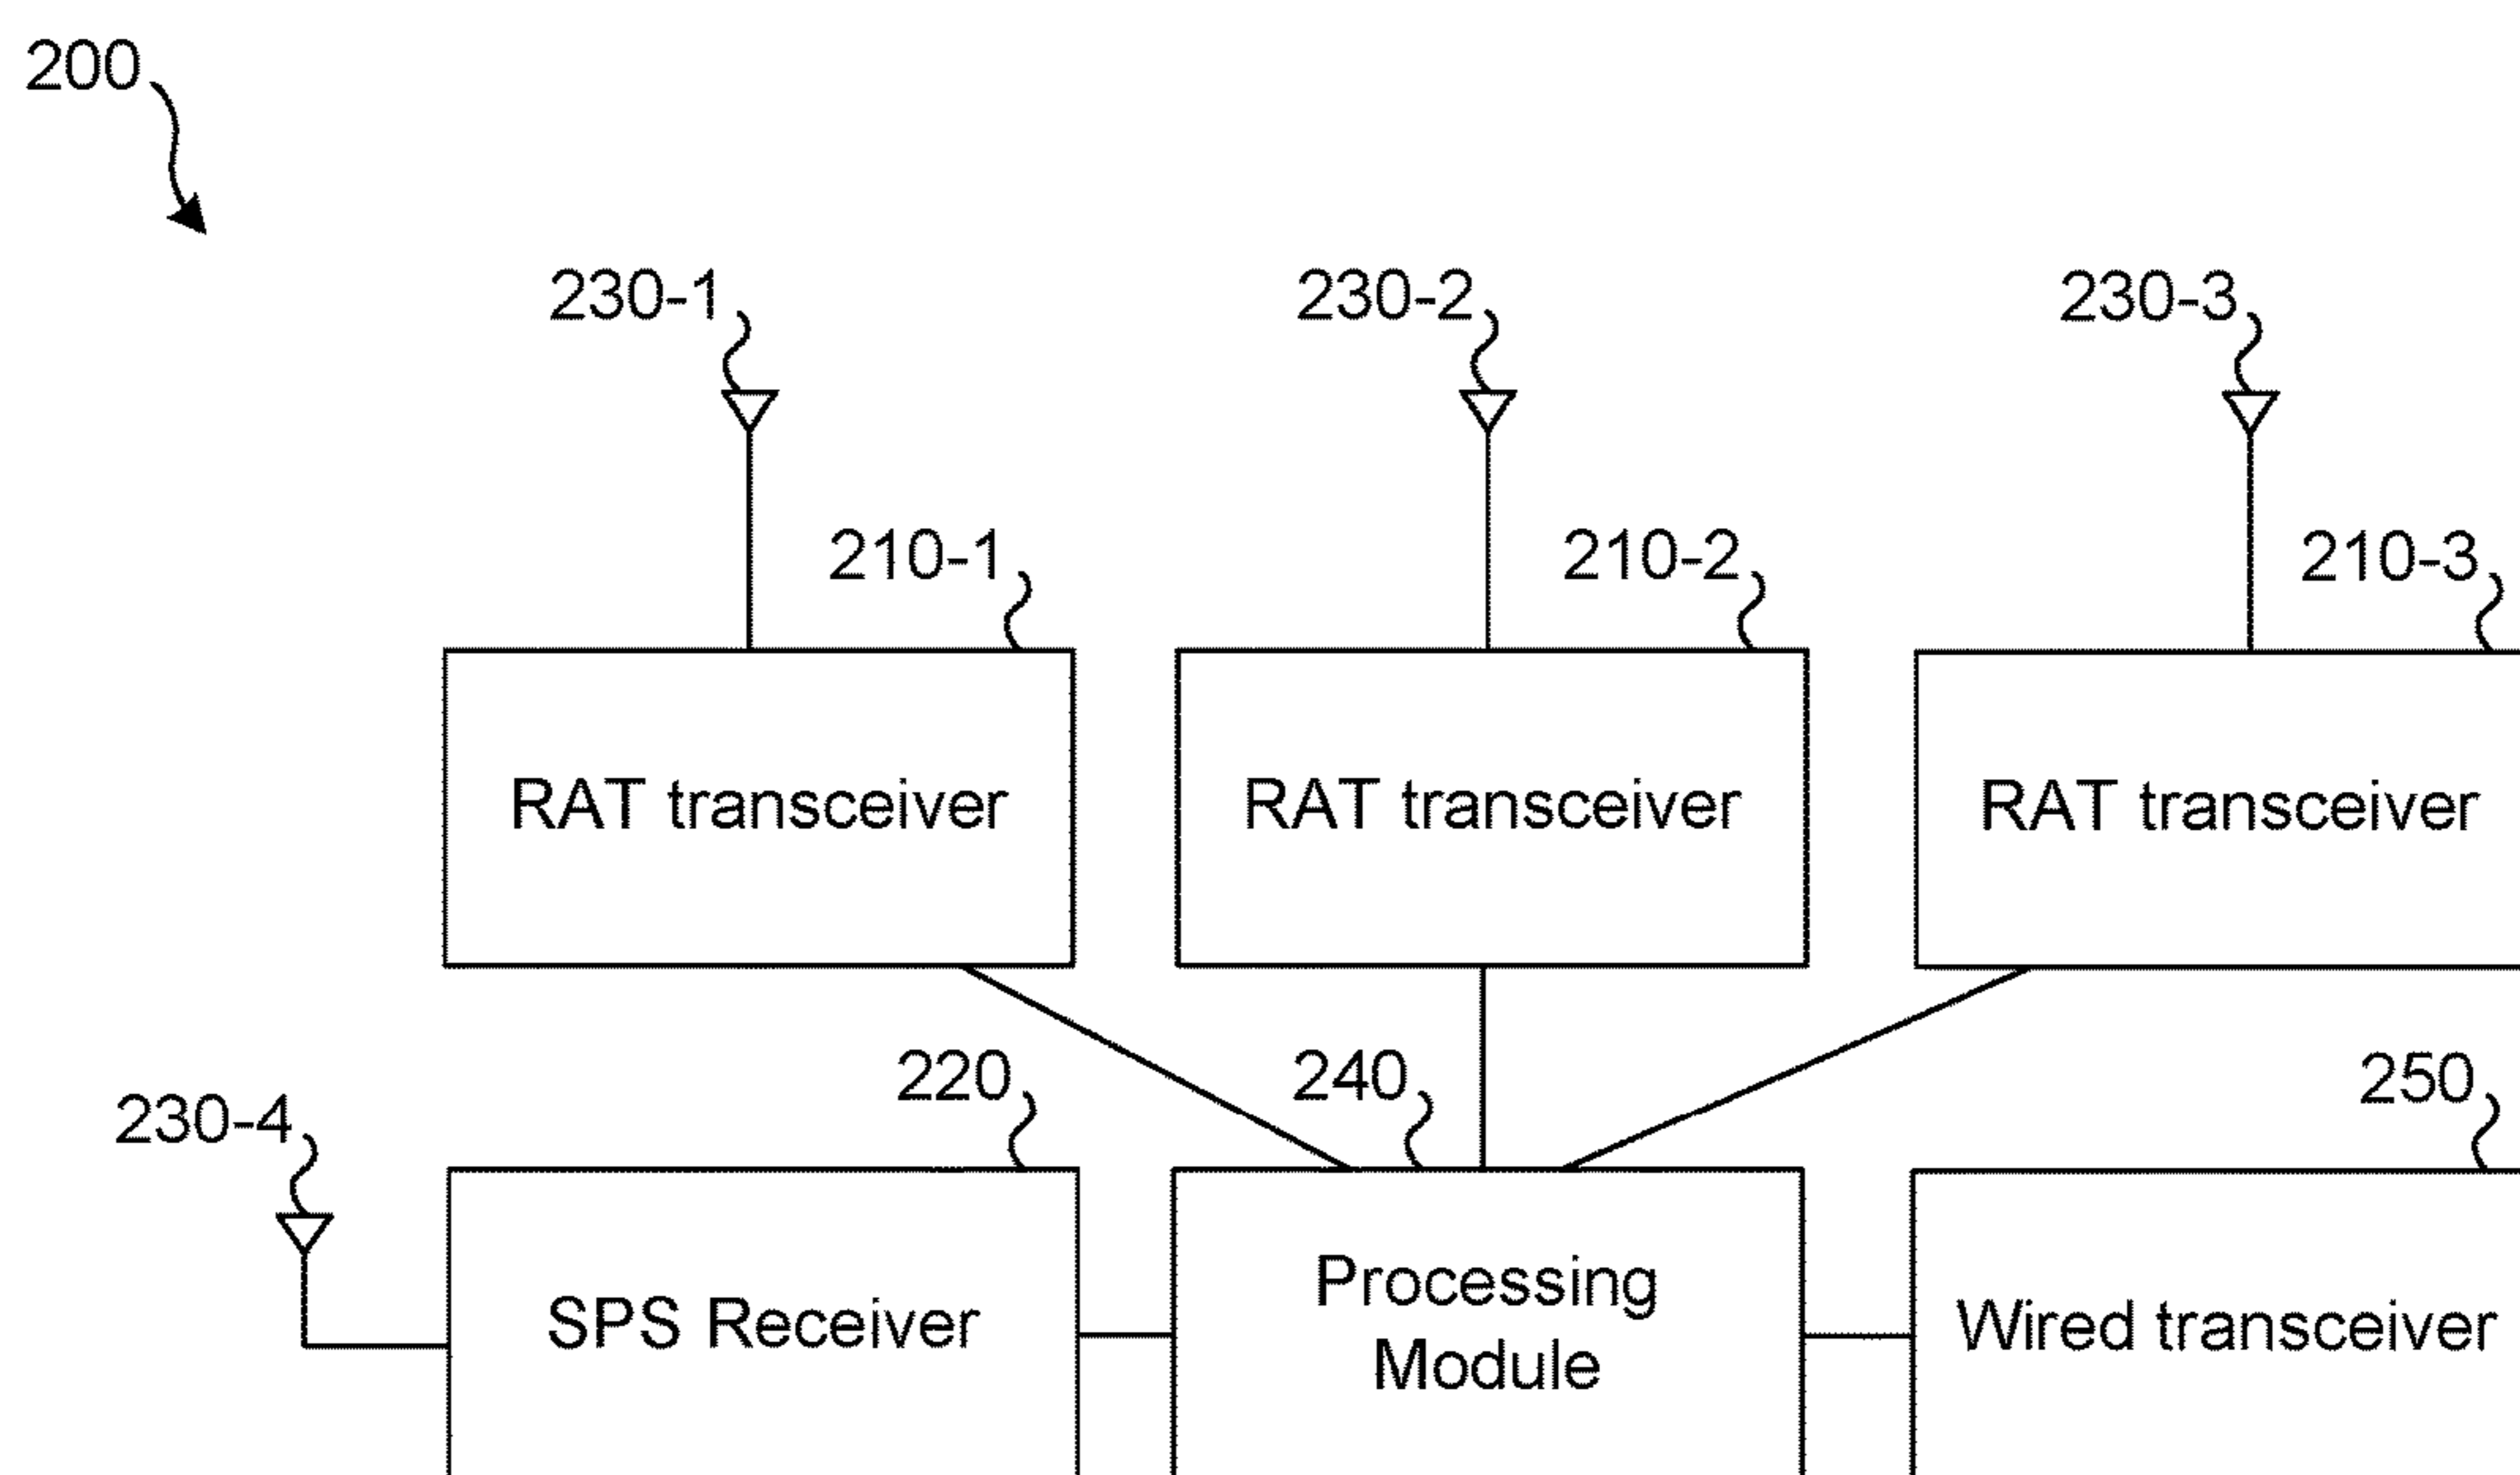 200
230-1
230-2
230-3
210-1
210-2
210-3
RAT transceiver
RAT transceiver
RAT transceiver
220
240
250
230-4
SPS Receiver
Processing
Module
Wired transceiver